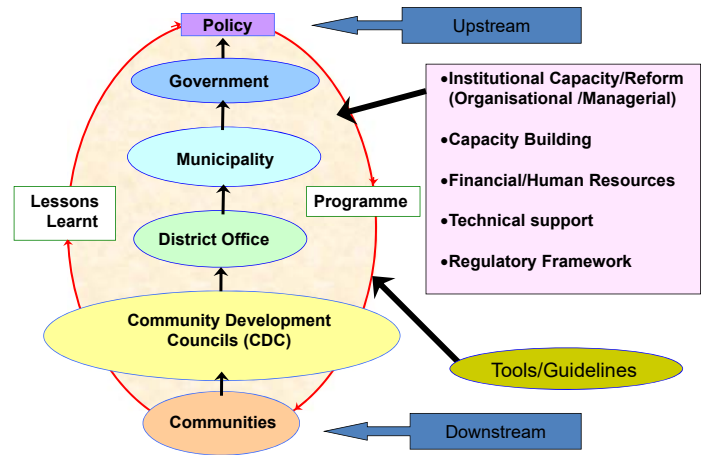 Policy
Upstream
Government
•Institutional Capacity/Reform
(Organisational /Managerial)
•Capacity Building
Municipality
•Financial/Human Resources
Lessons
Learnt
Programme
•Technical support
District Office
•Regulatory Framework
Community Development
Councils (CDC)
Tools/Guidelines
Communities
Downstream